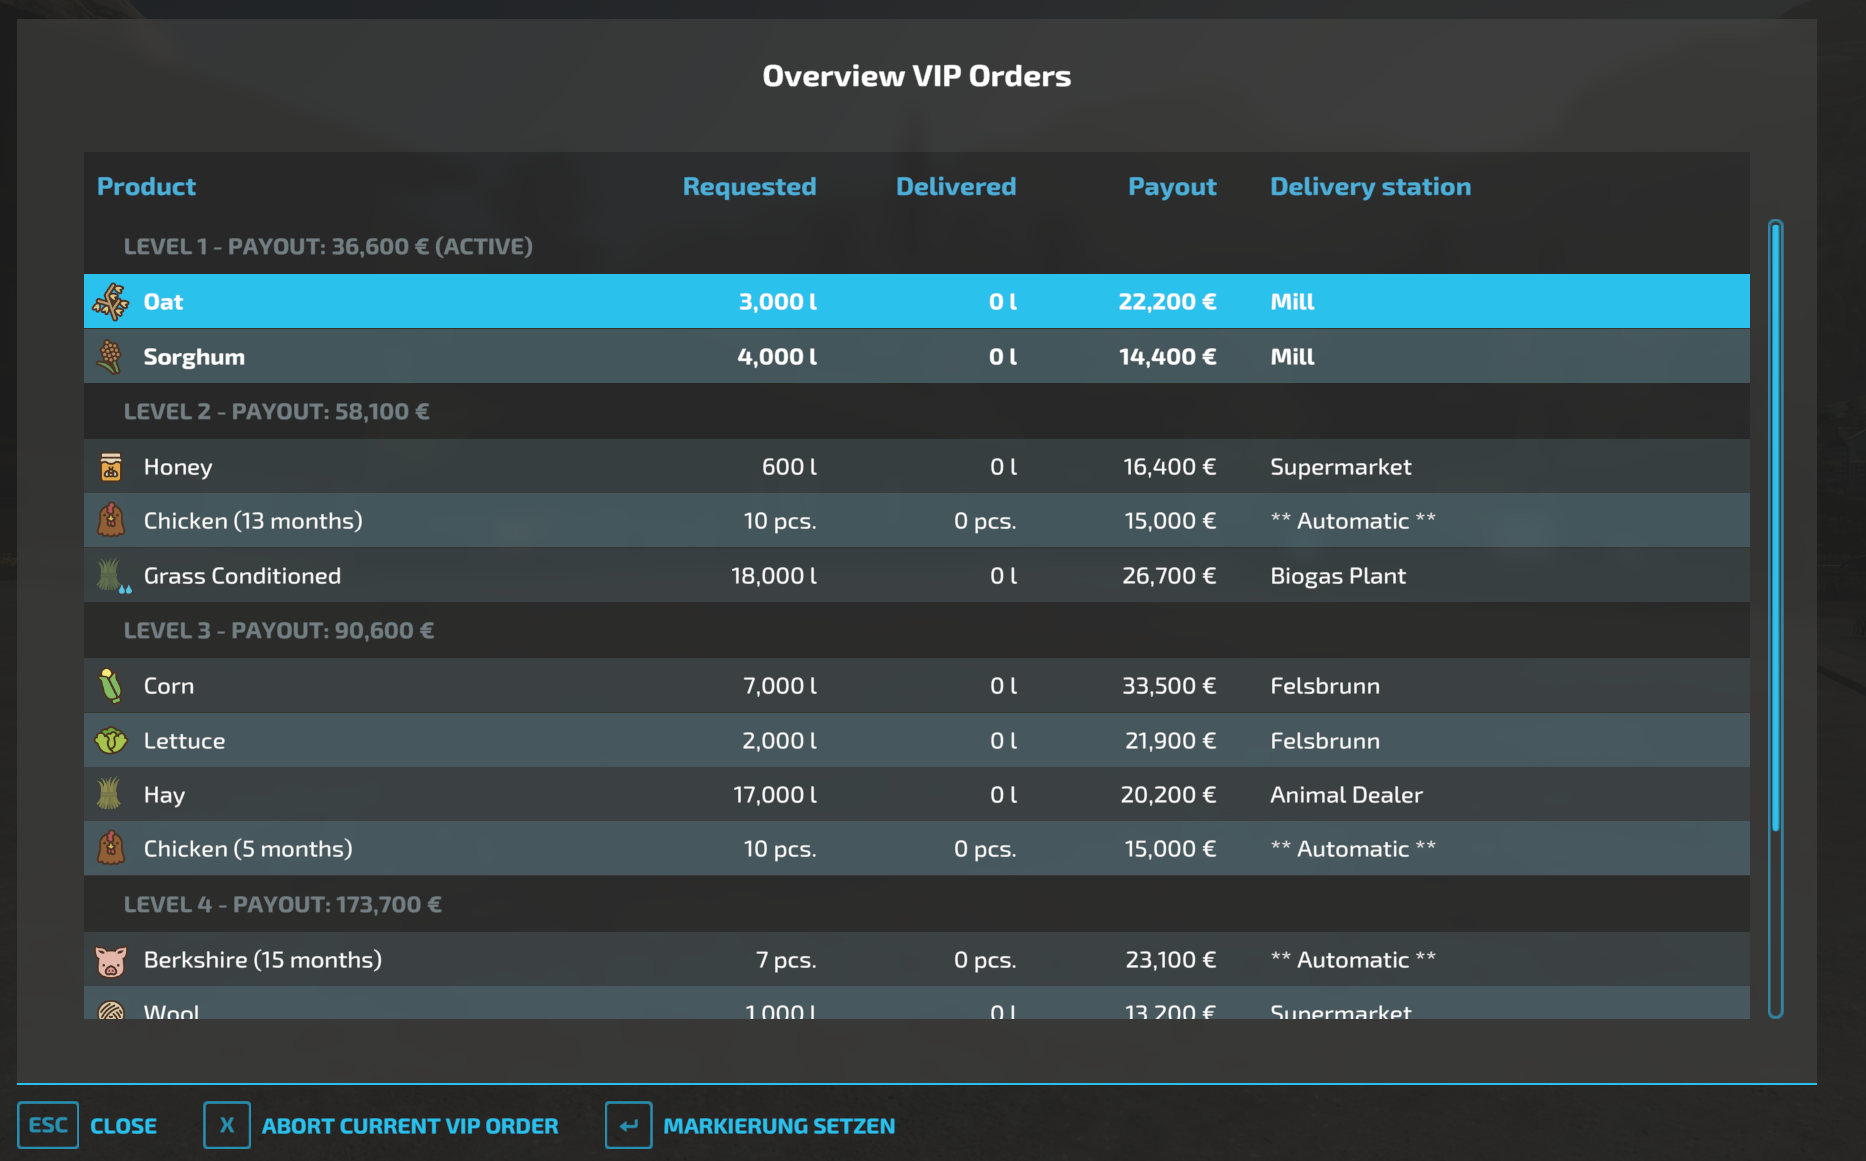 Overview VIP Orders
Product Requested Delivered Payout Delivery station
LEVEL 1 - PAYOUT: 36,600 € (ACTIVE)
Oat 3,000 l 0 l 22,200 € Mill
Sorghum 4,000 l 0 l 14,400 € Mill
LEVEL 2 - PAYOUT: 58,100 €
Honey 600 l 0 l 16,400 € Supermarket
Chicken (13 months) 10 pcs. 0 pcs. 15,000 € ** Automatic **
Grass Conditioned 18,000 l 0 l 26,700 € Biogas Plant
LEVEL 3 - PAYOUT: 90,600 €
Corn 7,000 l 0 l 33,500 € Felsbrunn
Lettuce 2,000 l 0 l 21,900 € Felsbrunn
Hay 17,000 l 0 l 20,200 € Animal Dealer
Chicken (5 months) 10 pcs. 0 pcs. 15,000 € ** Automatic **
LEVEL 4 - PAYOUT: 173,700 €
Berkshire (15 months) 7 pcs. 0 pcs. 23,100 € ** Automatic **
Wool 1,000 l 0 l 13,200 € Supermarket
ESC CLOSE X ABORT CURRENT VIP ORDER ↵ MARKIERUNG SETZEN